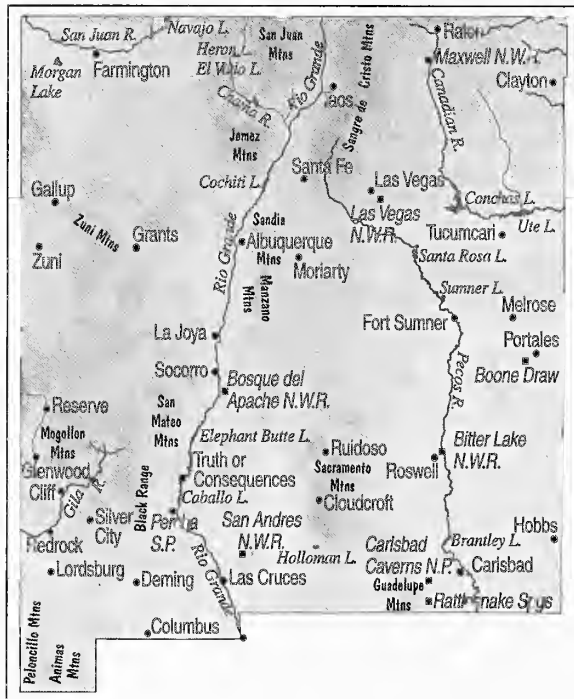 Navajo L.
San Juan R.
San Juan
Mtns
Raton
Heron L.
El Vado L.
Maxwell N.W.R.
Farmington
Morgan
Lake
Cristo Mtns
Clayton
Rio Grande
Chama R.
Taos
Canadian R.
Sangre de
Jemez
Mtns
Santa Fe
Cochiti L.
Las Vegas
Gallup
Conchas L.
Las Vegas
N.W.R.
Ute L.
Zuni Mtns
Sandia
Mtns
Tucumcari
Grants
Albuquerque
Zuni
Rio Grande
Moriarty
Santa Rosa L.
Manzano
Mtns
Sumner L.
Melrose
Fort Sumner
La Joya
Portales
Pecos R.
Boone Draw
Socorro
Bosque del
Apache N.W.R.
Reserve
San
Mateo
Mtns
Mogollon
Mtns
Elephant Butte L.
Ruidoso
Bitter Lake
N.W.R.
Glenwood
Truth or
Consequences
Sacramento
Mtns
Roswell
Cliff
Gila R.
Black Range
Caballo L.
Cloudcroft
Silver
City
S.P.
San Andres
N.W.R.
Hobbs
Redrock
Holloman L.
Carlsbad
Caverns N.P.
Brantley L.
Lordsburg
Deming
Rio Grande
Las Cruces
Carlsbad
Guadelupe
Mtns
Peloncillo Mtns
Animas
Mtns
Columbus